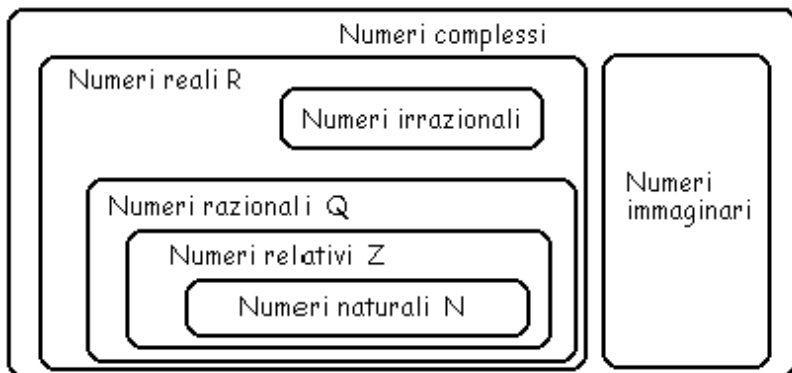 Numeri complessi
Numeri reali R
Numeri irrazionali
Numeri razionali Q
Numeri relativi Z
Numeri naturali N
Numeri
immaginari